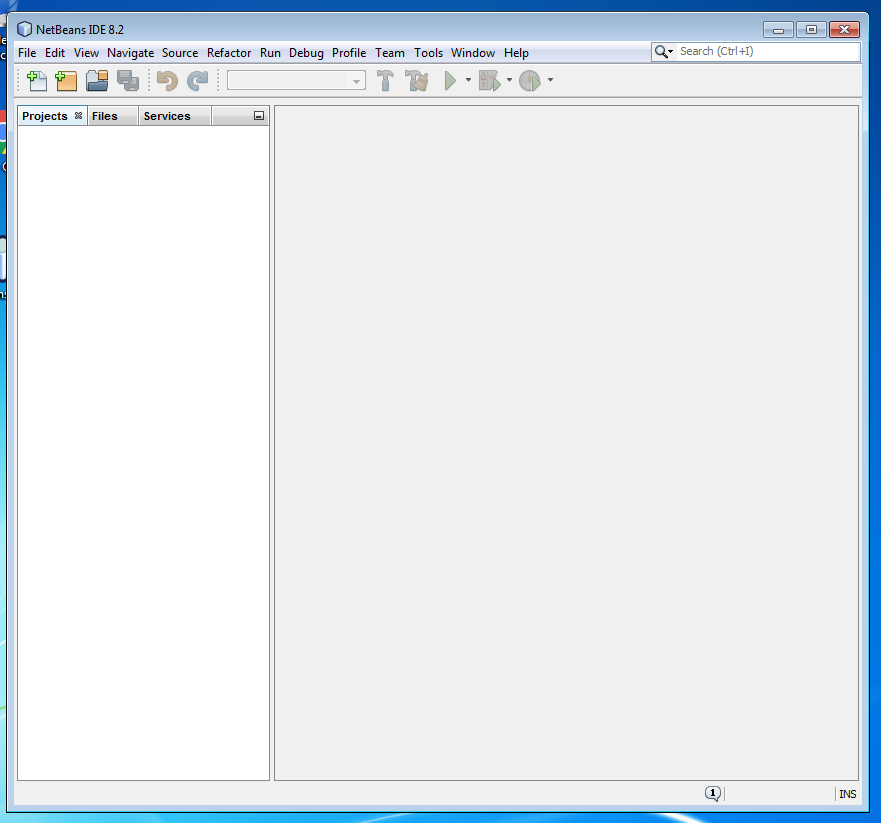 NetBeans IDE 8.2
File Edit View Navigate Source Refactor Run Debug Profile Team Tools Window Help
Search (Ctrl+I)
Projects Files Services
1
INS